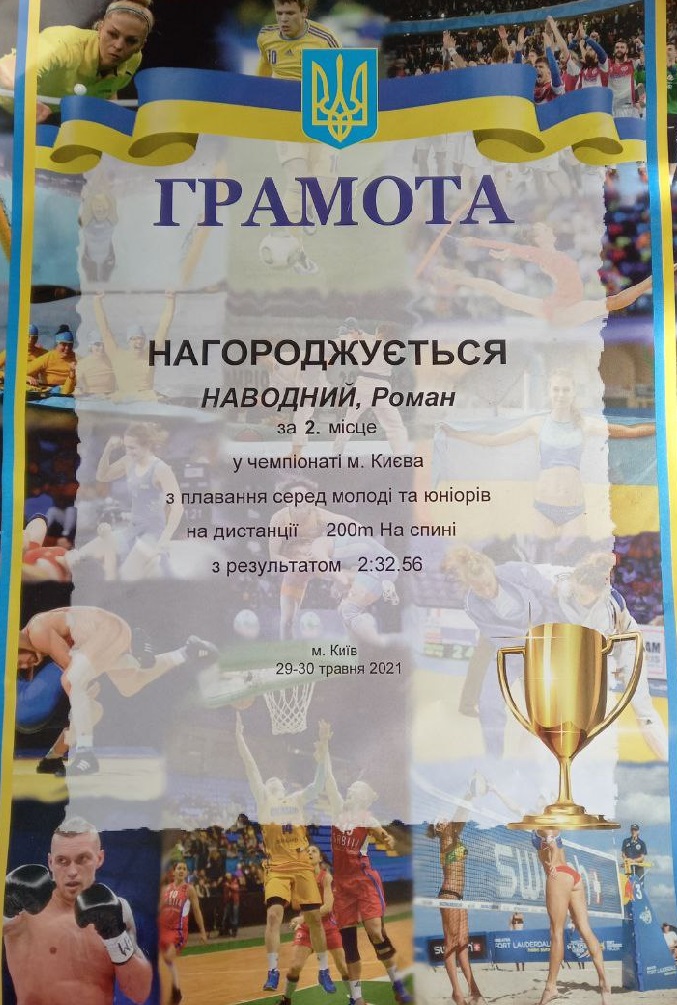 ГРАМОТА
НАГОРОДЖУЄТЬСЯ
НАВОДНИЙ, Роман
за 2. місце
у чемпіонаті м. Києва
з плавання серед молоді та юніорів
на дистанції 200m На спині
з результатом 2:32.56
м. Київ
29-30 травня 2021